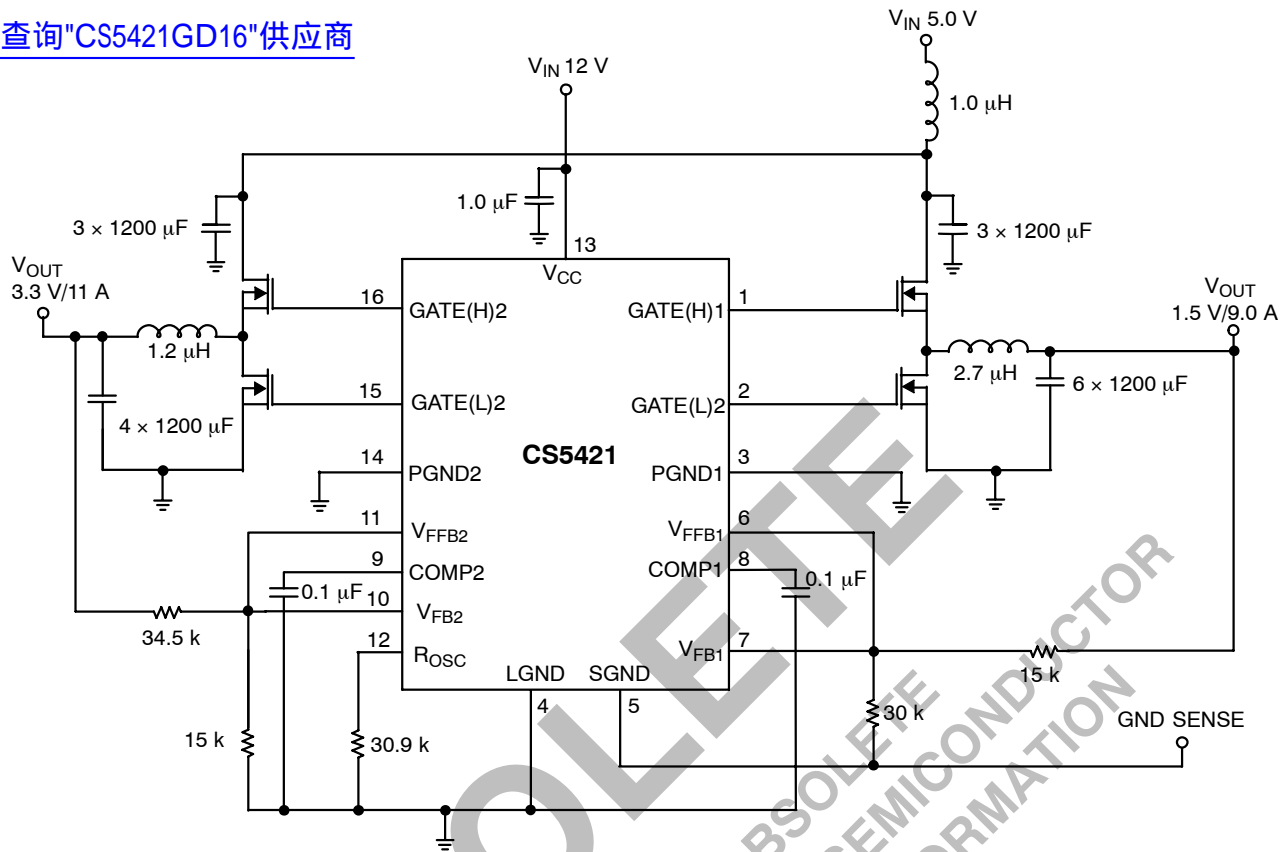 查询"CS5421GD16"供应商
VIN 5.0 V
VIN 12 V
1.0 μH
1.0 μF
3 × 1200 μF
3 × 1200 μF
13
VCC
VOUT
3.3 V/11 A
VOUT
1.5 V/9.0 A
16
GATE(H)2
GATE(H)1
1
1.2 μH
2.7 μH
15
GATE(L)2
GATE(L)2
2
4 × 1200 μF
6 × 1200 μF
CS5421
14
PGND2
PGND1
3
11
VFFB2
VFFB1
6
9
COMP2
COMP1
8
0.1 μF
0.1 μF
10
VFB2
34.5 k
12
ROSC
VFB1
7
15 k
LGND
SGND
4
5
30 k
GND SENSE
15 k
30.9 k
OLETE
OBSOLETE
SEMICONDUCTOR
ORMATION